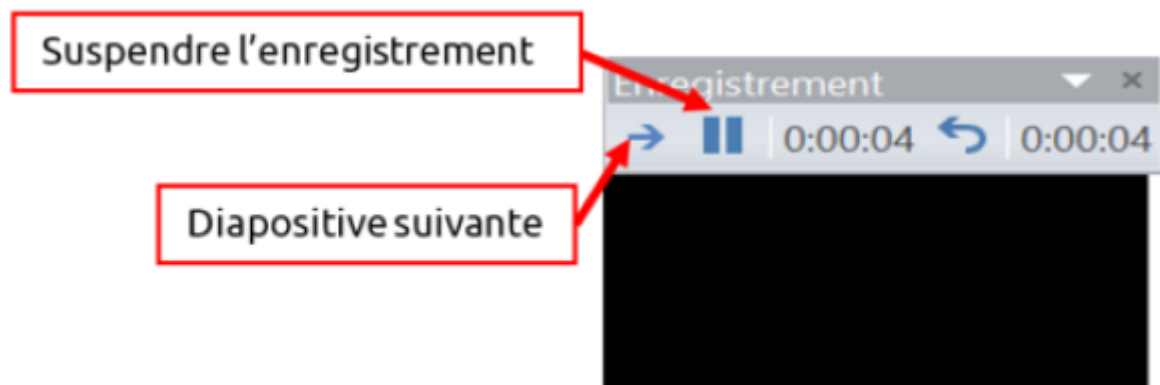 Suspendre l'enregistrement
Enregistrement
0:00:04 0:00:04
Diapositive suivante